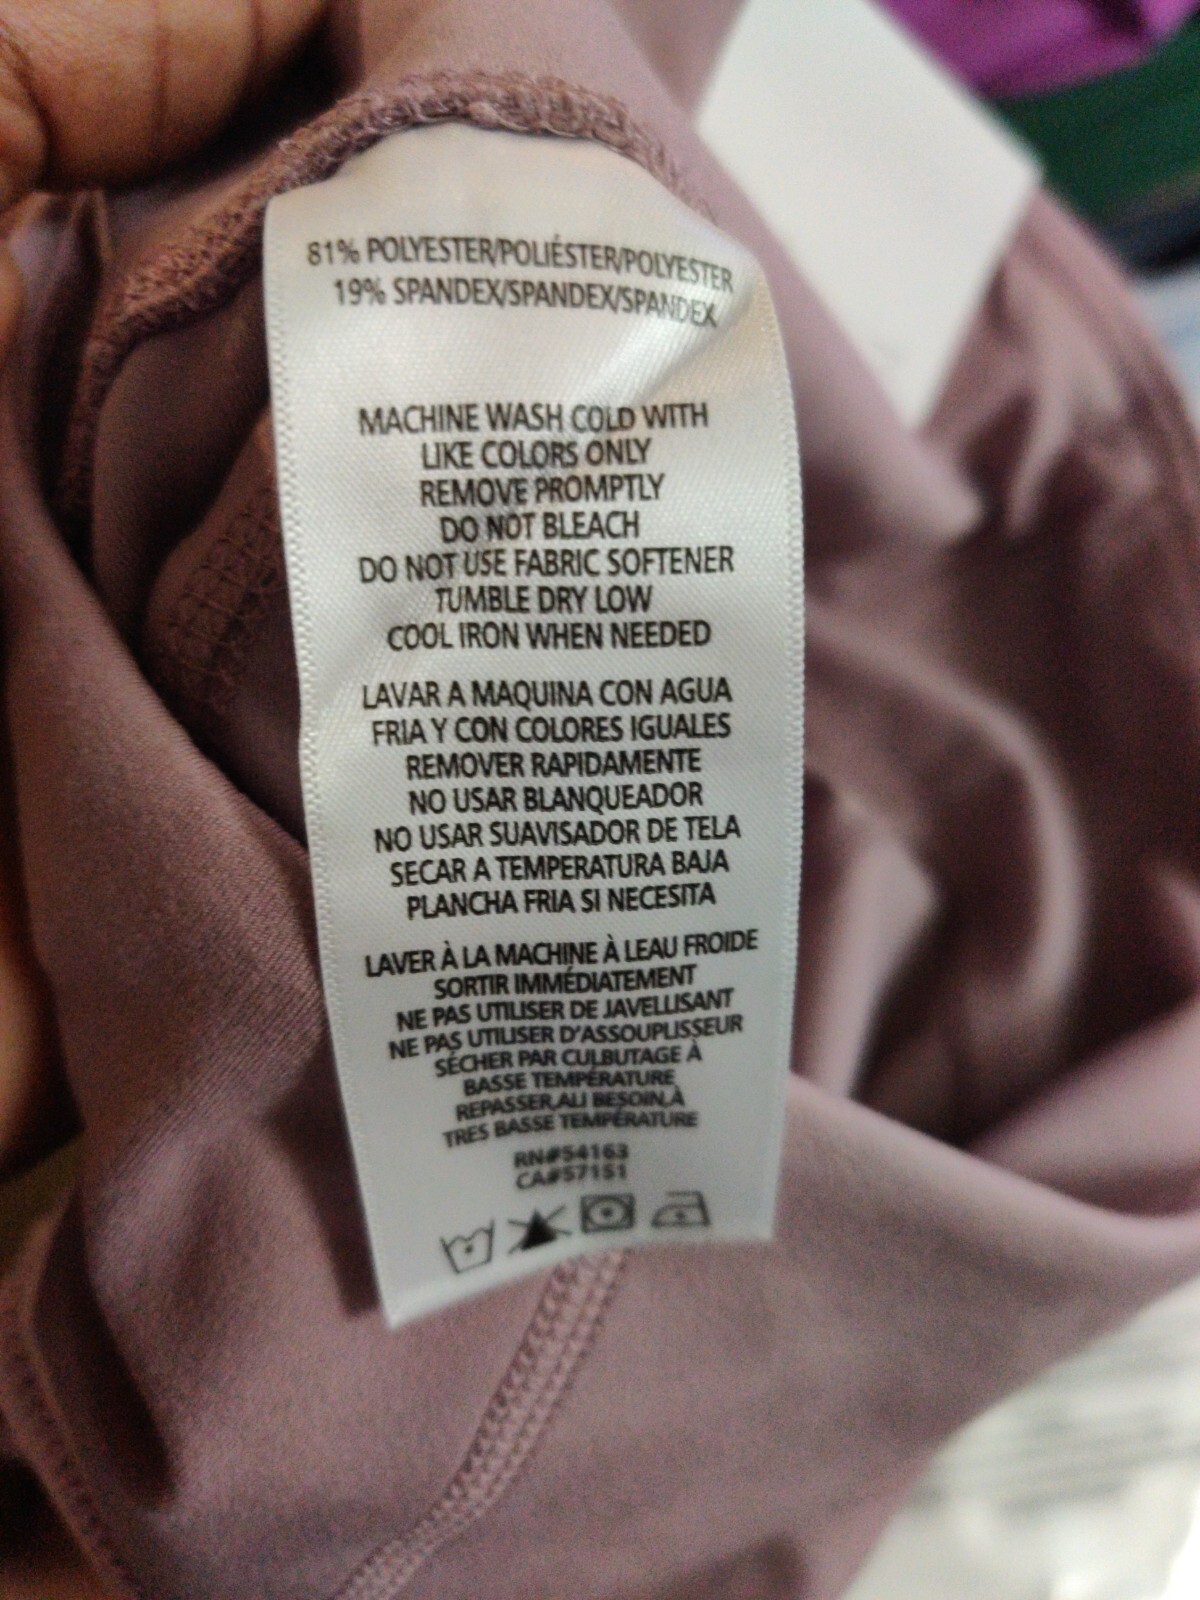 81% POLYESTER/POLIÉSTER/POLYESTER
19% SPANDEX/SPANDEX/SPANDEX
MACHINE WASH COLD WITH
LIKE COLORS ONLY
REMOVE PROMPTLY
DO NOT BLEACH
DO NOT USE FABRIC SOFTENER
TUMBLE DRY LOW
COOL IRON WHEN NEEDED
LAVAR A MAQUINA CON AGUA
FRIA Y CON COLORES IGUALES
REMOVER RAPIDAMENTE
NO USAR BLANQUEADOR
NO USAR SUAVISADOR DE TELA
SECAR A TEMPERATURA BAJA
PLANCHA FRIA SI NECESITA
LAVER À LA MACHINE À LEAU FROIDE
SORTIR IMMÉDIATEMENT
NE PAS UTILISER DE JAVELLISANT
NE PAS UTILISER D'ASSOUPLISSEUR
SÉCHER PAR CULBUTAGE À
BASSE TEMPÉRATURE
REPASSER,ALI BESOIN,À
TRES BASSE TEMPÉRATURE
RN#54163
CA#57151